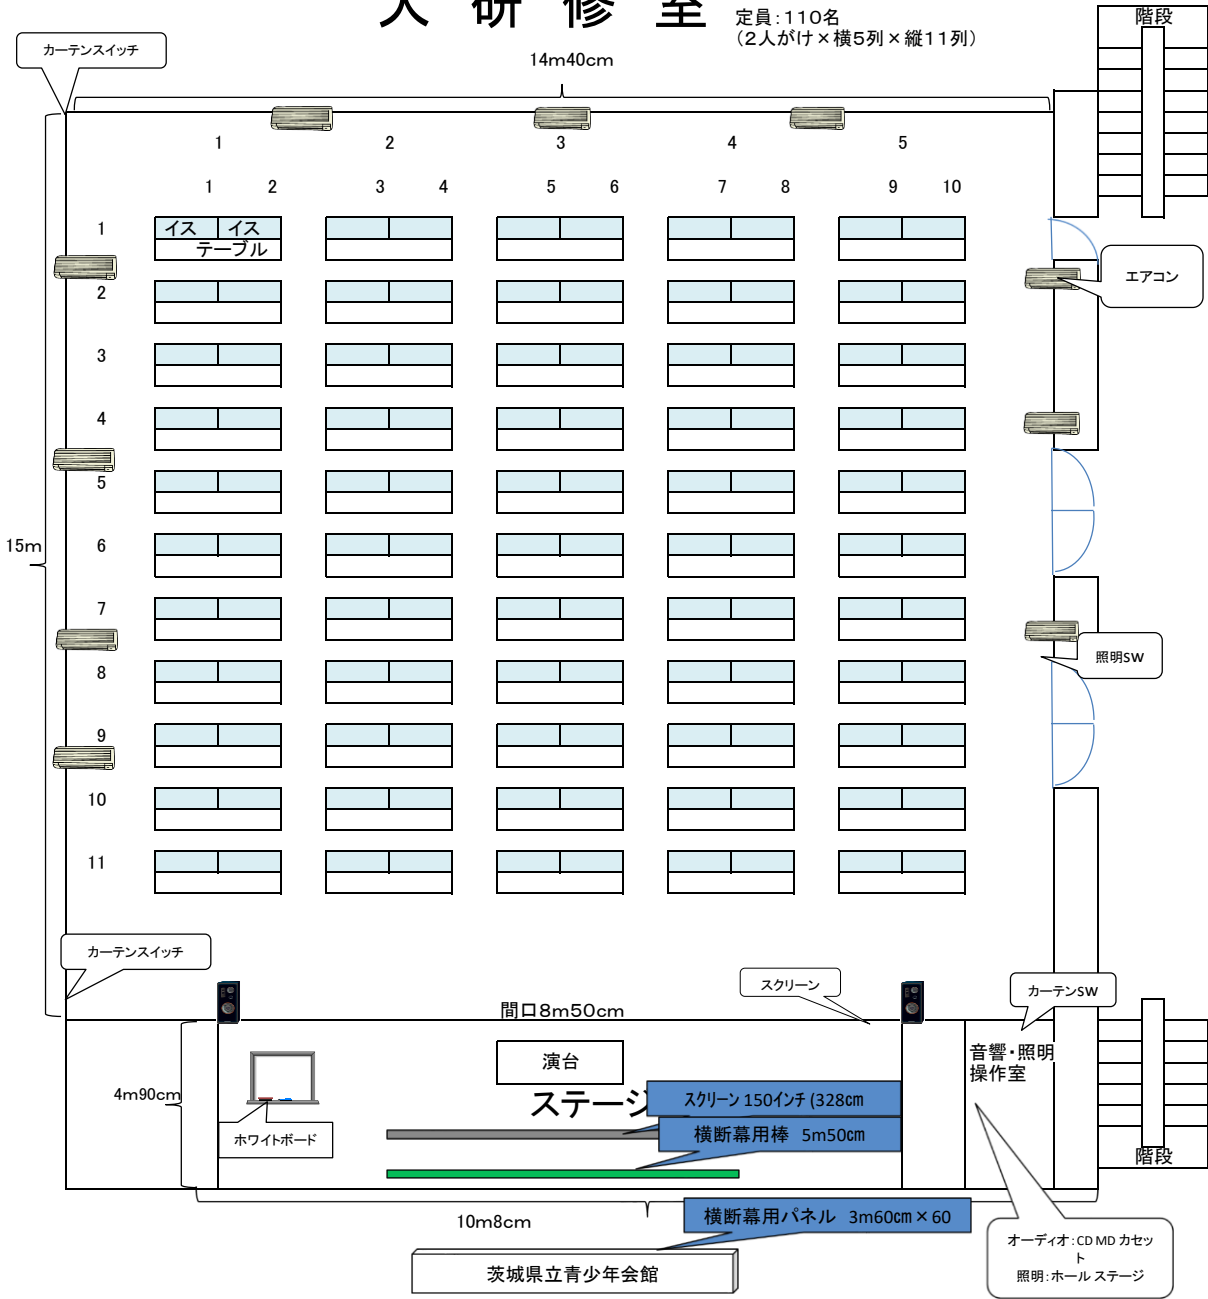 大 研 修 室
定員：110名
（2人がけ×横5列×縦11列）
階段
カーテンスイッチ
14m40cm
1 2 3 4 5
1 2 3 4 5 6 7 8 9 10
1
イス イス
テーブル
エアコン
2
3
4
5
15m
6
7
照明SW
8
9
10
11
カーテンスイッチ
スクリーン
カーテンSW
間口8m50cm
演台
音響・照明
操作室
4m90cm
ステージ
スクリーン 150インチ (328cm
ホワイトボード
横断幕用棒 5m50cm
階段
10m8cm
横断幕用パネル 3m60cm×60
オーディオ：CD MD カセッ
ト
照明：ホール ステージ
茨城県立青少年会館